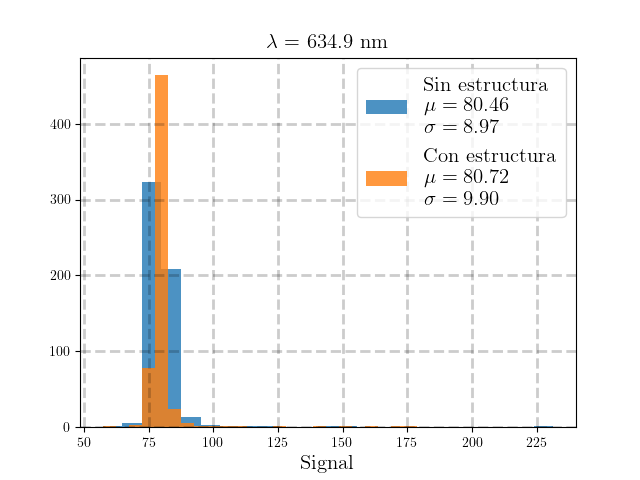 λ = 634.9 nm
Sin estructura
μ = 80.46
σ = 8.97
Con estructura
μ = 80.72
σ = 9.90
400
300
200
100
0
50 75 100 125 150 175 200 225
Signal